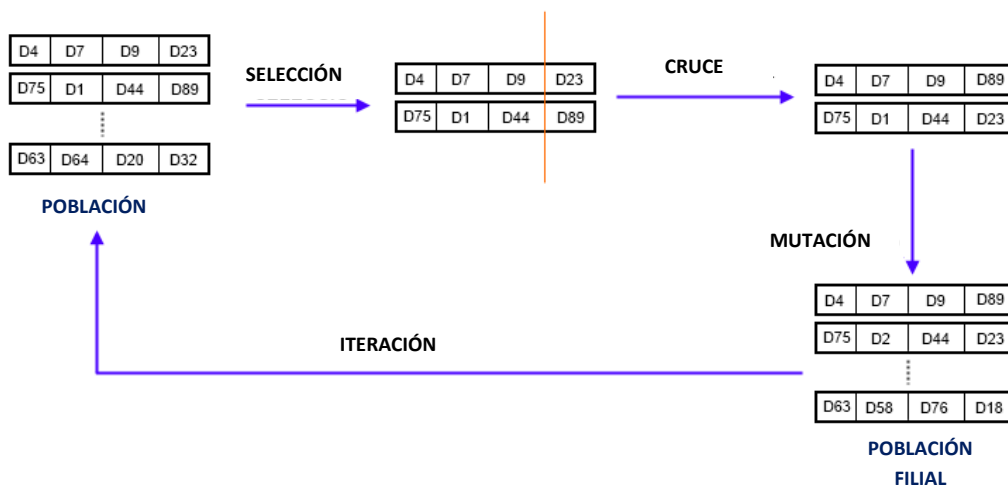 D4 D7 D9 D23
D75 D1 D44 D89
D63 D64 D20 D32
POBLACIÓN
SELECCIÓN
D4 D7 D9 D23
D75 D1 D44 D89
CRUCE
D4 D7 D9 D89
D75 D1 D44 D23
MUTACIÓN
D4 D7 D9 D89
D75 D2 D44 D23
D63 D58 D76 D18
POBLACIÓN
FILIAL
ITERACIÓN